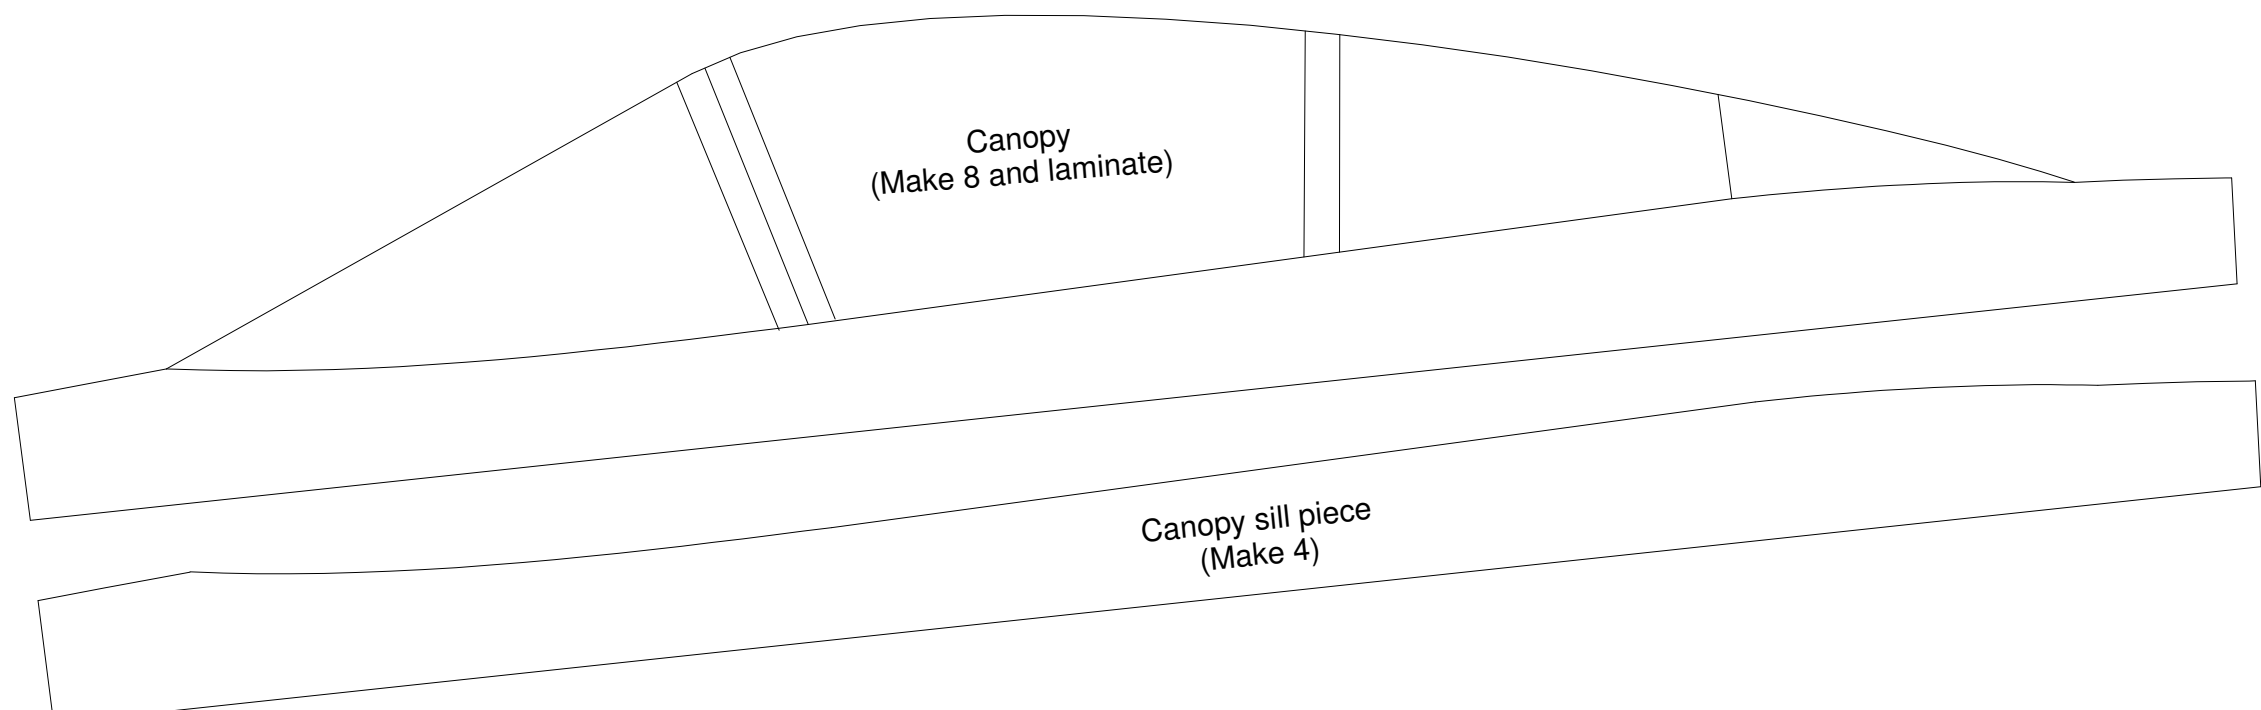 Canopy
(Make 8 and laminate)
Canopy sill piece
(Make 4)